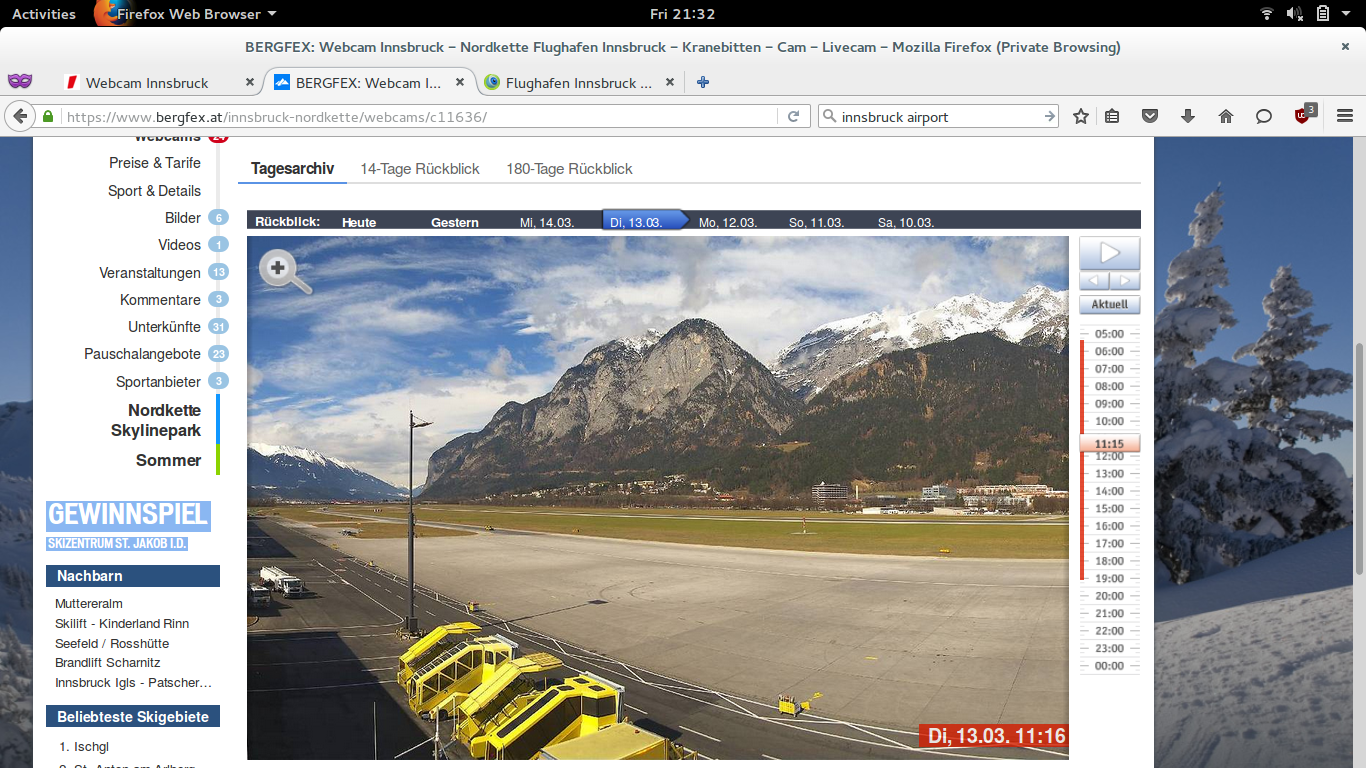 Activities Firefox Web Browser Fri 21:32
BERGFEX: Webcam Innsbruck – Nordkette Flughafen Innsbruck – Kranebitten – Cam – Livecam – Mozilla Firefox (Private Browsing)
Webcam Innsbruck BERGFEX: Webcam I... Flughafen Innsbruck ...
https://www.bergfex.at/innsbruck-nordkette/webcams/c11636/ innsbruck airport 3
Webcams 24
Preise & Tarife
Sport & Details
Bilder 6
Videos 1
Veranstaltungen 13
Kommentare 3
Unterkünfte 31
Pauschalangebote 23
Sportanbieter 3
Nordkette
Skylinepark
Sommer
GEWINNSPIEL
SKIZENTRUM ST. JAKOB I.D.
Nachbarn
Muttereralm
Skilift - Kinderland Rinn
Seefeld / Rosshütte
Brandlift Scharnitz
Innsbruck Igls - Patscher...
Beliebteste Skigebiete
1. Ischgl
2. St. Anton am Arlberg
Tagesarchiv 14-Tage Rückblick 180-Tage Rückblick
Rückblick: Heute Gestern Mi, 14.03. Di, 13.03. Mo, 12.03. So, 11.03. Sa, 10.03.
Di, 13.03. 11:16
Aktuell
05:00
06:00
07:00
08:00
09:00
10:00
11:15
12:00
13:00
14:00
15:00
16:00
17:00
18:00
19:00
20:00
21:00
22:00
23:00
00:00